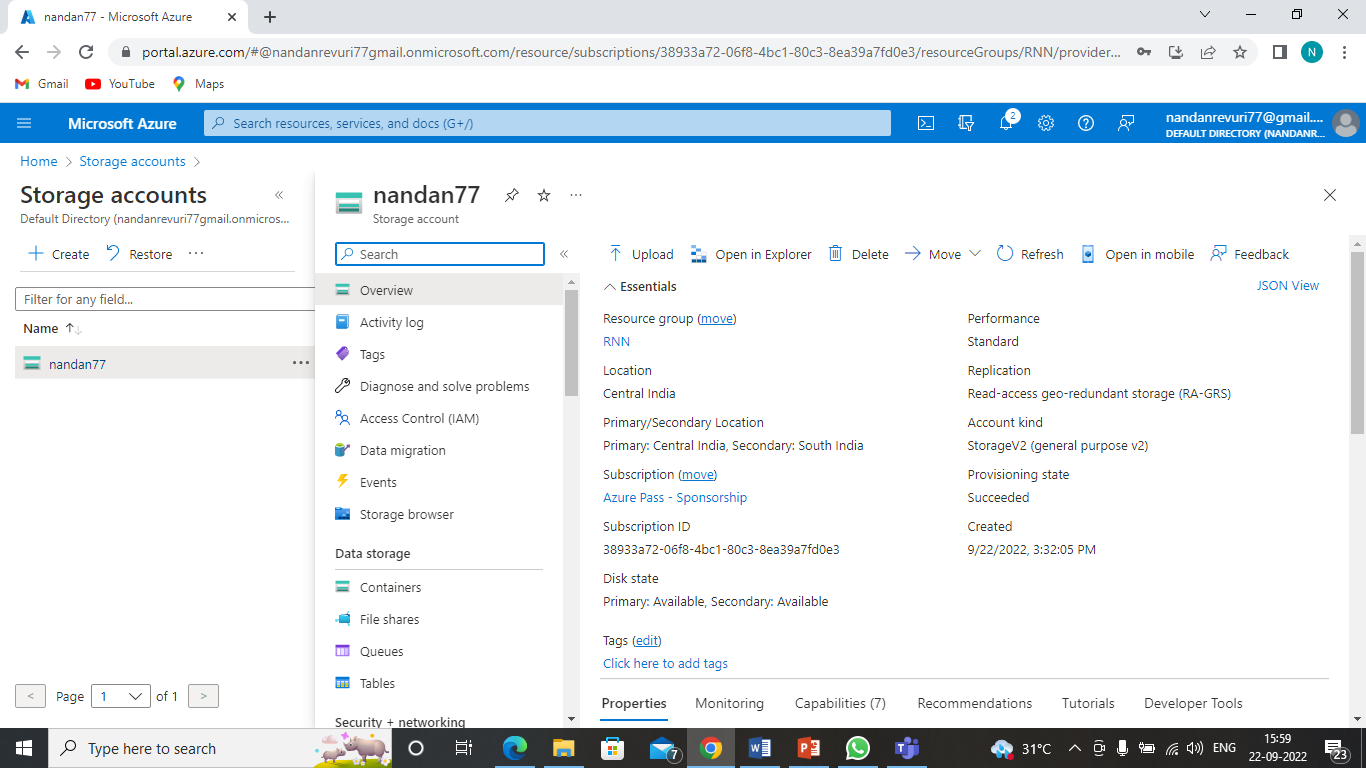 nandan77 - Microsoft Azure
portal.azure.com/#@nandanrevuri77gmail.onmicrosoft.com/resource/subscriptions/38933a72-06f8-4bc1-80c3-8ea39a7fd0e3/resourceGroups/RNN/provider...
N
Gmail YouTube Maps
Microsoft Azure
Search resources, services, and docs (G+/)
2
nandanrevuri77@gmail....
DEFAULT DIRECTORY (NANDANR...
Home > Storage accounts >
Storage accounts
Default Directory (nandanrevuri77gmail.onmicros...
Create Restore ...
Filter for any field...
Name
nandan77 ...
Page 1 of 1
nandan77 ...
Storage account
Search
Overview
Activity log
Tags
Diagnose and solve problems
Access Control (IAM)
Data migration
Events
Storage browser
Data storage
Containers
File shares
Queues
Tables
Security + networking
Upload Open in Explorer Delete Move Refresh Open in mobile Feedback
Essentials
JSON View
Resource group (move)
RNN
Location
Central India
Primary/Secondary Location
Primary: Central India, Secondary: South India
Subscription (move)
Azure Pass - Sponsorship
Subscription ID
38933a72-06f8-4bc1-80c3-8ea39a7fd0e3
Disk state
Primary: Available, Secondary: Available
Performance
Standard
Replication
Read-access geo-redundant storage (RA-GRS)
Account kind
StorageV2 (general purpose v2)
Provisioning state
Succeeded
Created
9/22/2022, 3:32:05 PM
Tags (edit)
Click here to add tags
Properties Monitoring Capabilities (7) Recommendations Tutorials Developer Tools
Type here to search
7
31°C
ENG
15:59
22-09-2022
23